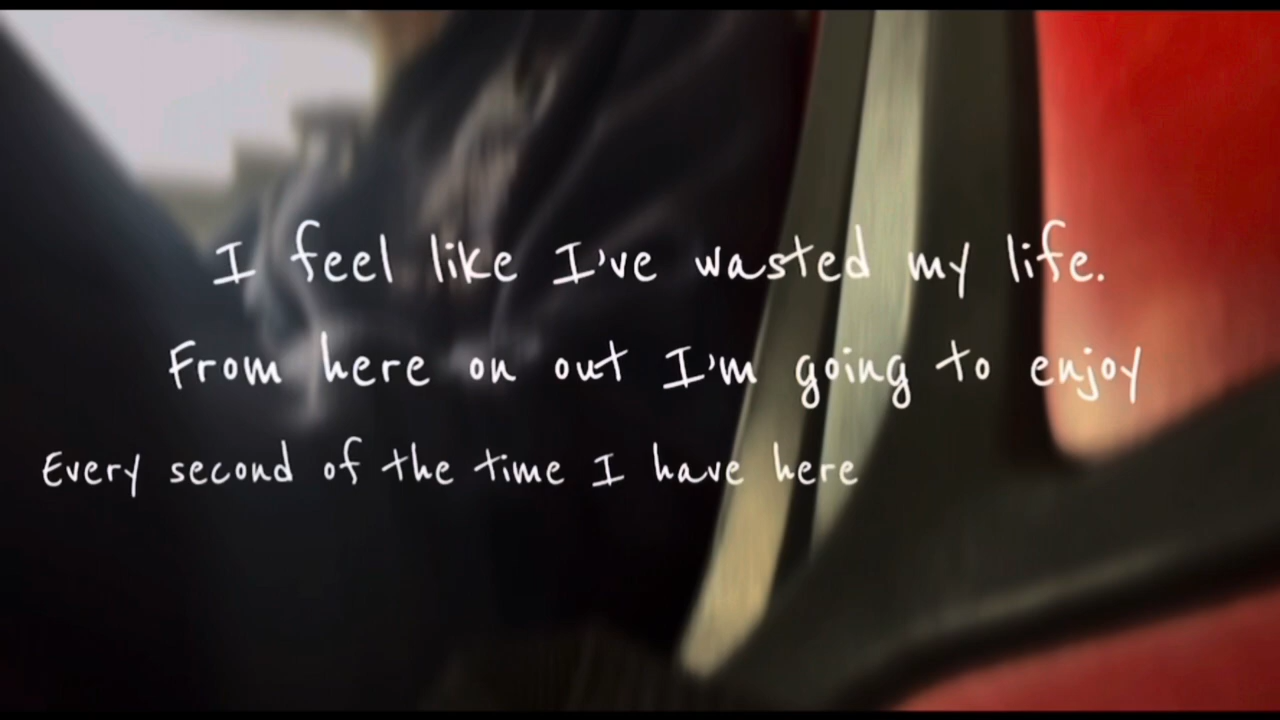 I feel like I've wasted my life.
From here on out I'm going to enjoy
Every second of the time I have here